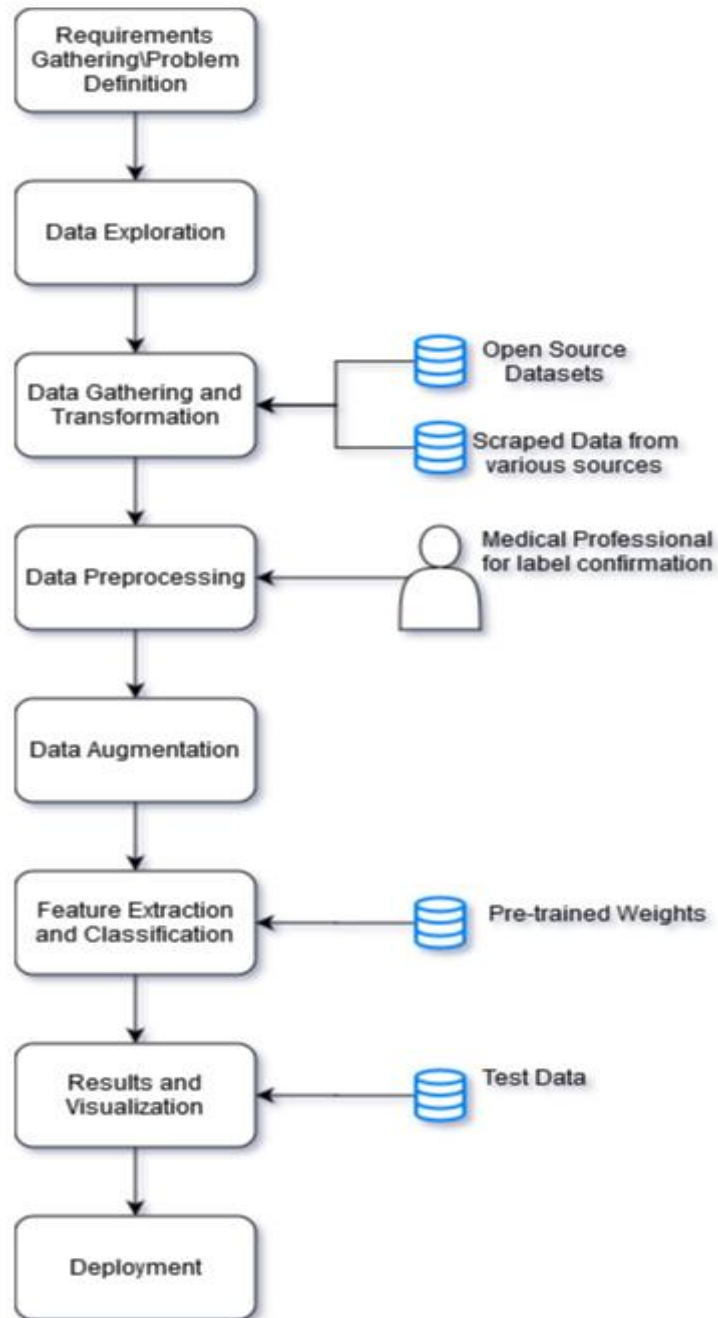 Requirements
Gathering\Problem
Definition
Data Exploration
Data Gathering and
Transformation
Open Source
Datasets
Scraped Data from
various sources
Data Preprocessing
Medical Professional
for label confirmation
Data Augmentation
Feature Extraction
and Classification
Pre-trained Weights
Results and
Visualization
Test Data
Deployment